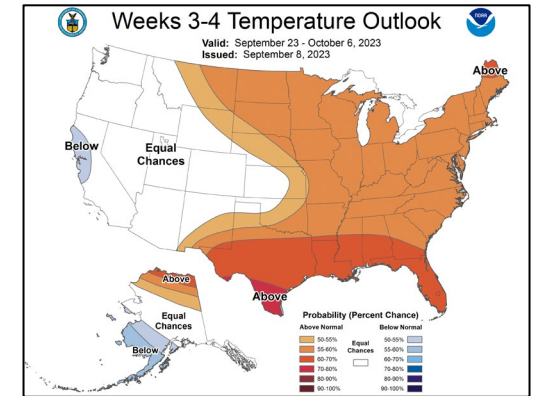 Weeks 3-4 Temperature Outlook
Valid: September 23 - October 6, 2023
Issued: September 8, 2023
NOAA
Above
Below
Equal
Chances
Above
Above
Equal
Chances
Below
Probability (Percent Chance)
Above Normal
Below Normal
50-55%
55-60%
60-70%
70-80%
80-90%
90-100%
Equal
Chances
50-55%
55-60%
60-70%
70-80%
80-90%
90-100%